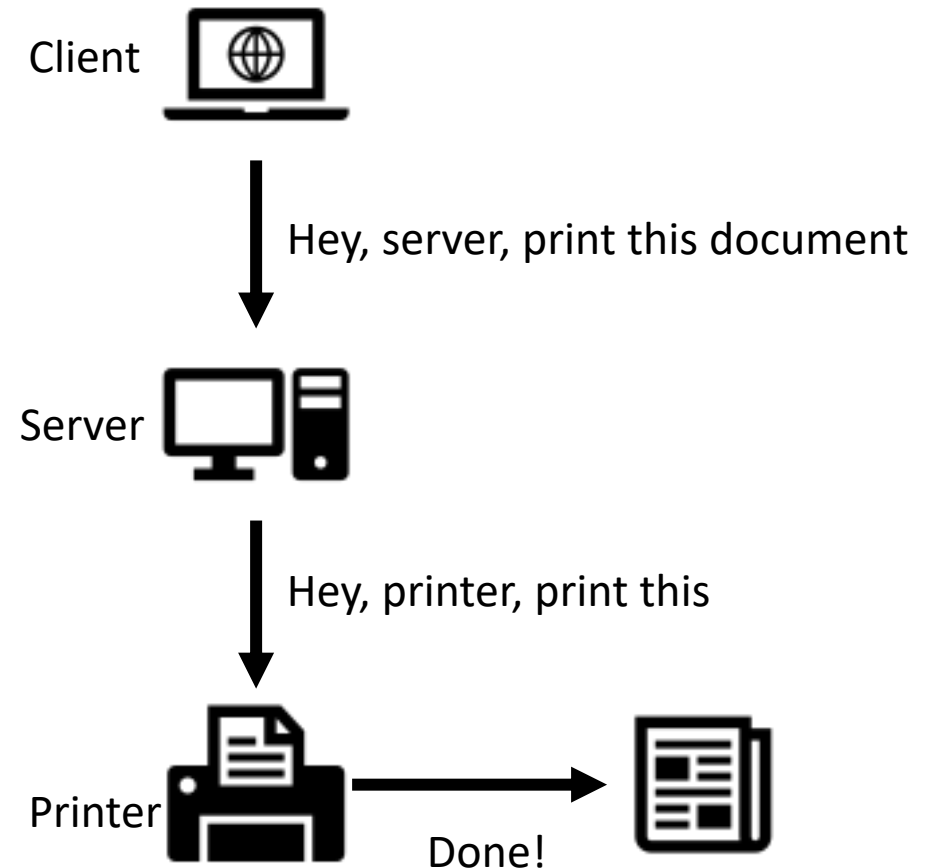 Client
Hey, server, print this document
Server
Hey, printer, print this
Printer
Done!